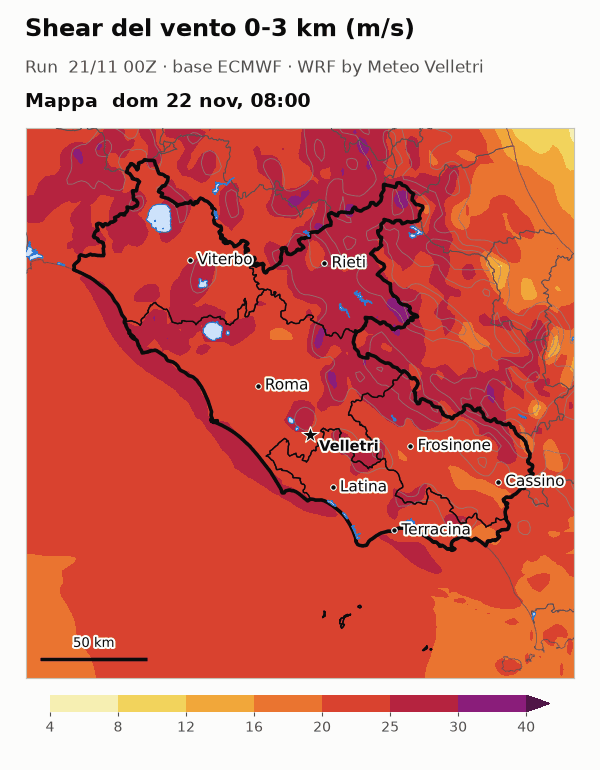 Shear del vento 0-3 km (m/s)
Run  21/11 00Z · base ECMWF · WRF by Meteo Velletri
Mappa  dom 22 nov, 08:00
Viterbo
Rieti
Roma
Velletri
Frosinone
Latina
Cassino
Terracina
50 km
4 8 12 16 20 25 30 40